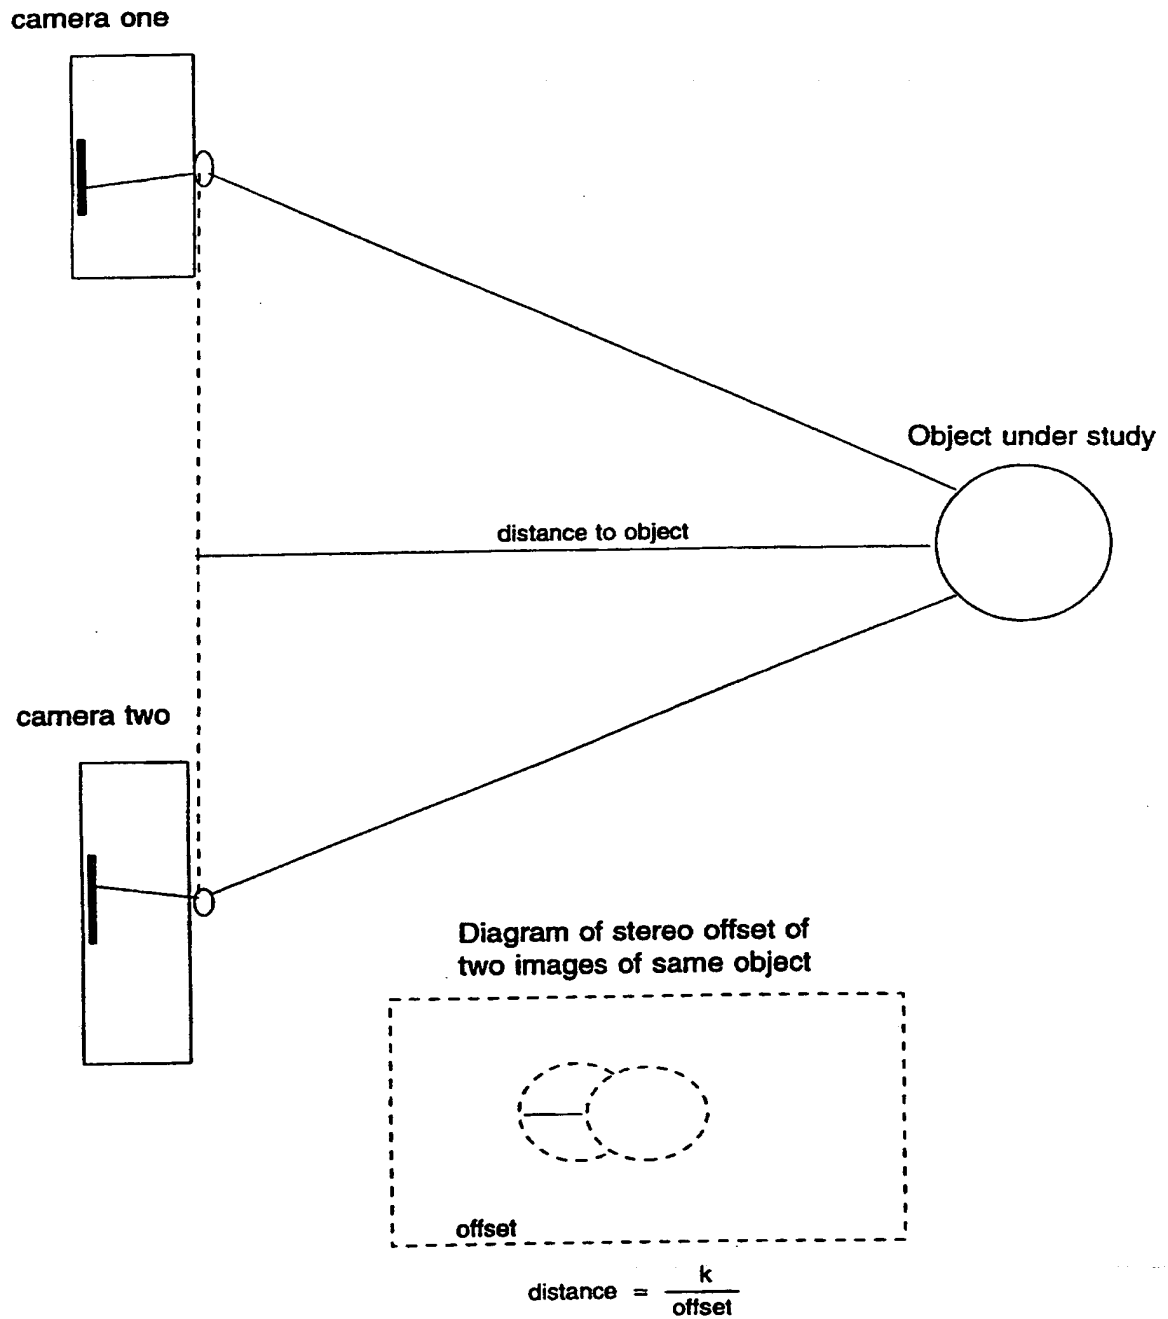 camera one
Object under study
distance to object
camera two
Diagram of stereo offset of
two images of same object
offset
distance = k / offset